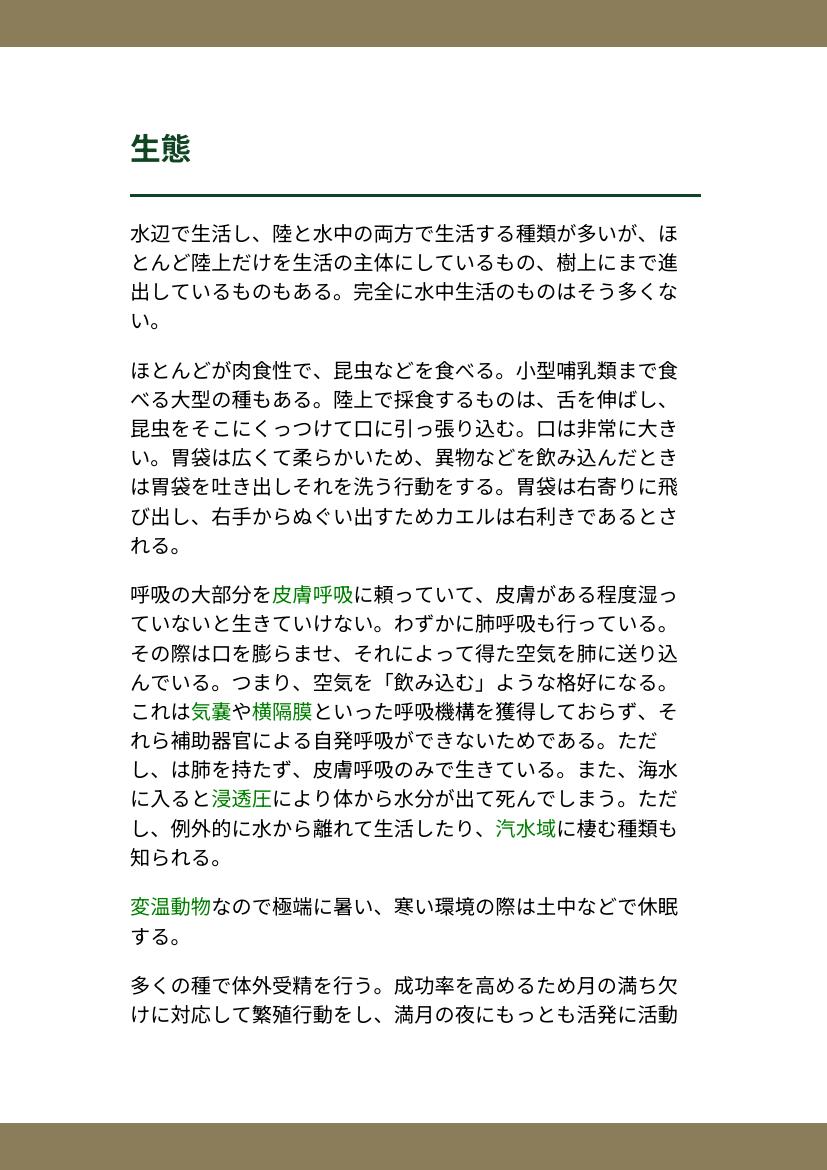 生態
水辺で生活し、陸と水中の両方で生活する種類が多いが、ほ
とんど陸上だけを生活の主体にしているもの、樹上にまで進
出しているものもある。完全に水中生活のものはそう多くな
い。
ほとんどが肉食性で、昆虫などを食べる。小型哺乳類まで食
べる大型の種もある。陸上で採食するものは、舌を伸ばし、
昆虫をそこにくっつけて口に引っ張り込む。口は非常に大き
い。胃袋は広くて柔らかいため、異物などを飲み込んだとき
は胃袋を吐き出しそれを洗う行動をする。胃袋は右寄りに飛
び出し、右手からぬぐい出すためカエルは右利きであるとさ
れる。
呼吸の大部分を皮膚呼吸に頼っていて、皮膚がある程度湿っ
ていないと生きていけない。わずかに肺呼吸も行っている。
その際は口を膨らませ、それによって得た空気を肺に送り込
んでいる。つまり、空気を「飲み込む」ような格好になる。
これは気嚢や横隔膜といった呼吸機構を獲得しておらず、そ
れら補助器官による自発呼吸ができないためである。ただ
し、は肺を持たず、皮膚呼吸のみで生きている。また、海水
に入ると浸透圧により体から水分が出て死んでしまう。ただ
し、例外的に水から離れて生活したり、汽水域に棲む種類も
知られる。
変温動物なので極端に暑い、寒い環境の際は土中などで休眠
する。
多くの種で体外受精を行う。成功率を高めるため月の満ち欠
けに対応して繁殖行動をし、満月の夜にもっとも活発に活動